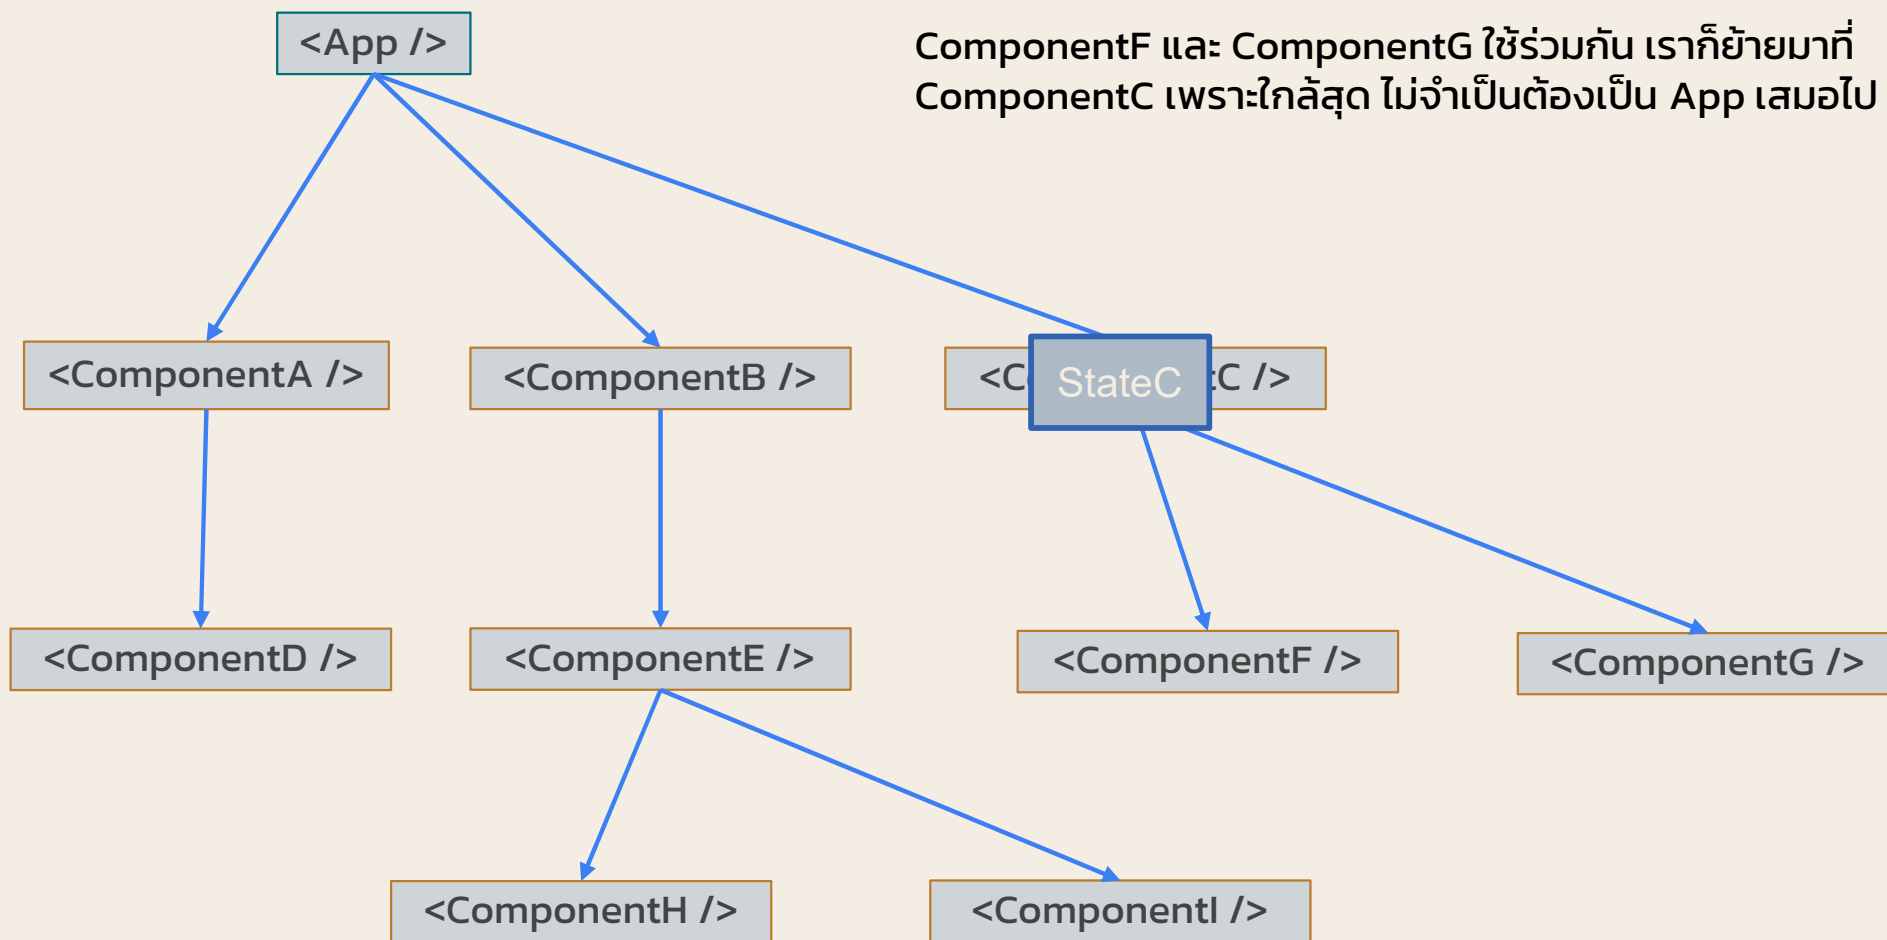 <App />
ComponentF และ ComponentG ใช้ร่วมกัน เราก็ย้ายมาที่
ComponentC เพราะใกล้สุด ไม่จำเป็นต้องเป็น App เสมอไป
<ComponentA />
<ComponentB />
<C
StateC
tC />
<ComponentD />
<ComponentE />
<ComponentF />
<ComponentG />
<ComponentH />
<ComponentI />